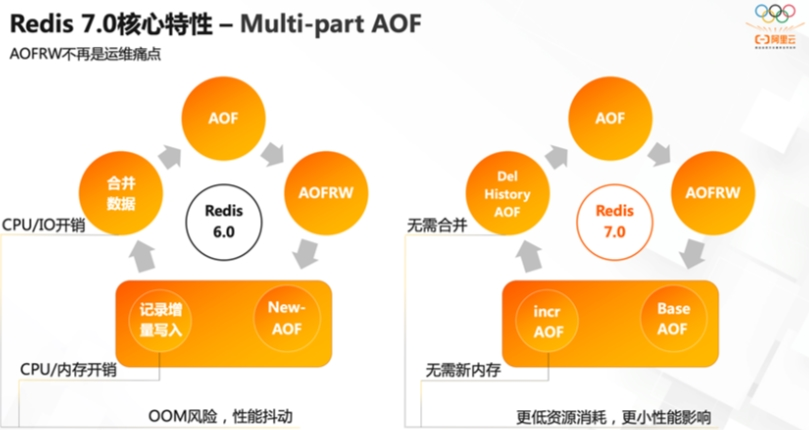 Redis 7.0核心特性 – Multi-part AOF
AOFRW不再是运维痛点
阿里云
AOF
合并
数据
AOFRW
Redis
6.0
CPU/IO开销
记录增
量写入
New-
AOF
CPU/内存开销
OOM风险，性能抖动
AOF
Del
History
AOF
AOFRW
Redis
7.0
无需合并
incr
AOF
Base
AOF
无需新内存
更低资源消耗，更小性能影响